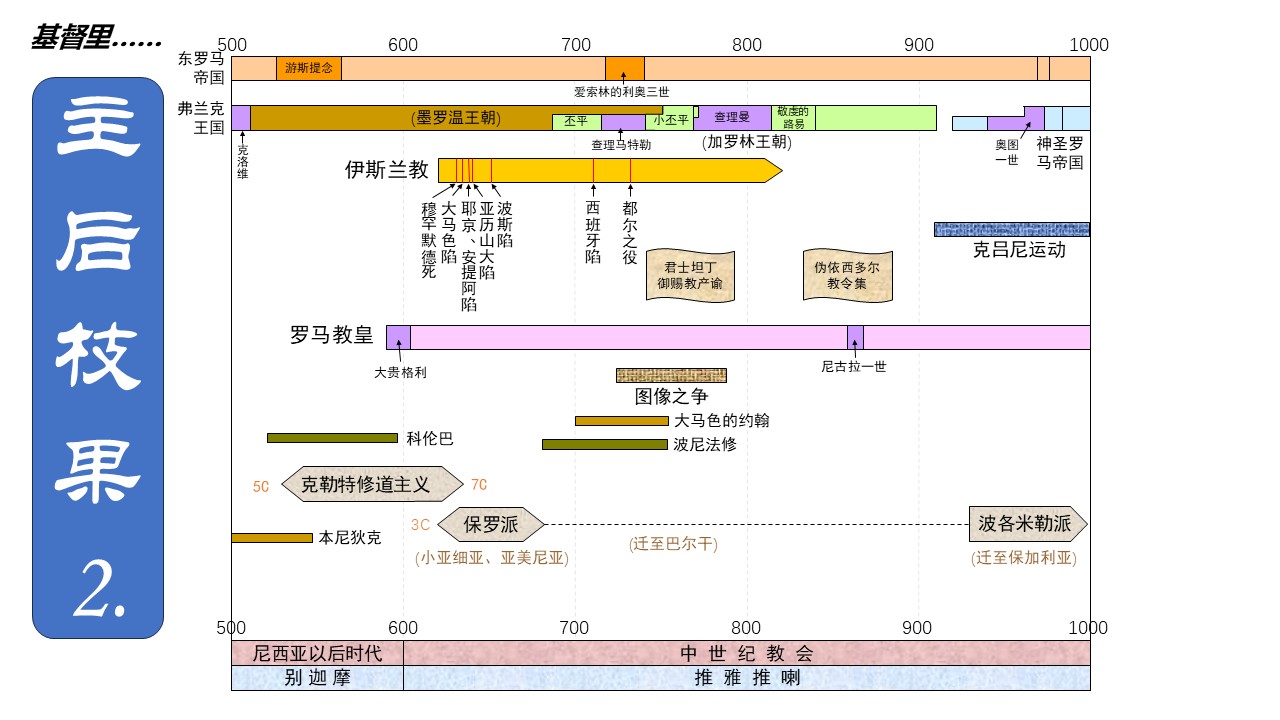 基督里……
主后枝果 2.
500 600 700 800 900 1000
东罗马
帝国
游斯提念
爱索林的利奥三世
弗兰克
王国
(墨罗温王朝)
丕平
小丕平
查理曼
敬虔的
路易
克洛维
查理马特勒
(加罗林王朝)
奥图
一世
神圣罗
马帝国
伊斯兰教
穆罕默德死
大马色陷
耶京、安提阿陷
亚历山大陷
波斯陷
西班牙陷
都尔之役
克吕尼运动
君士坦丁
御赐教产谕
伪依西多尔
教令集
罗马教皇
大贵格利
尼古拉一世
图像之争
大马色的约翰
科伦巴
波尼法修
5C
克勒特修道主义
7C
3C
保罗派
波各米勒派
本尼狄克
(小亚细亚、亚美尼亚)
(迁至巴尔干)
(迁至保加利亚)
500 600 700 800 900 1000
尼西亚以后时代
中世纪教会
别迦摩
推雅推喇